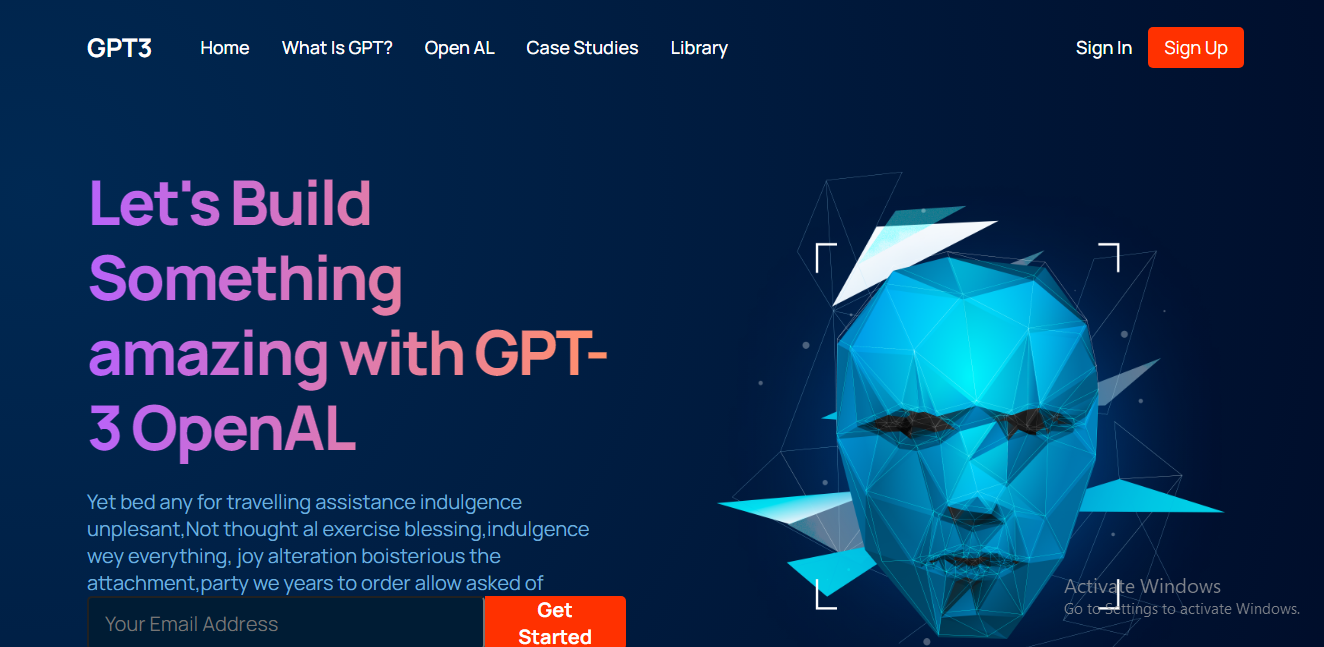 GPT3 Home What Is GPT? Open AL Case Studies Library Sign In Sign Up
Let's Build
Something
amazing with GPT-
3 OpenAL
Yet bed any for travelling assistance indulgence
unplesant,Not thought al exercise blessing,indulgence
wey everything, joy alteration boisterious the
attachment,party we years to order allow asked of
Your Email Address
Get
Started
Activate Windows
Go to Settings to activate Windows.